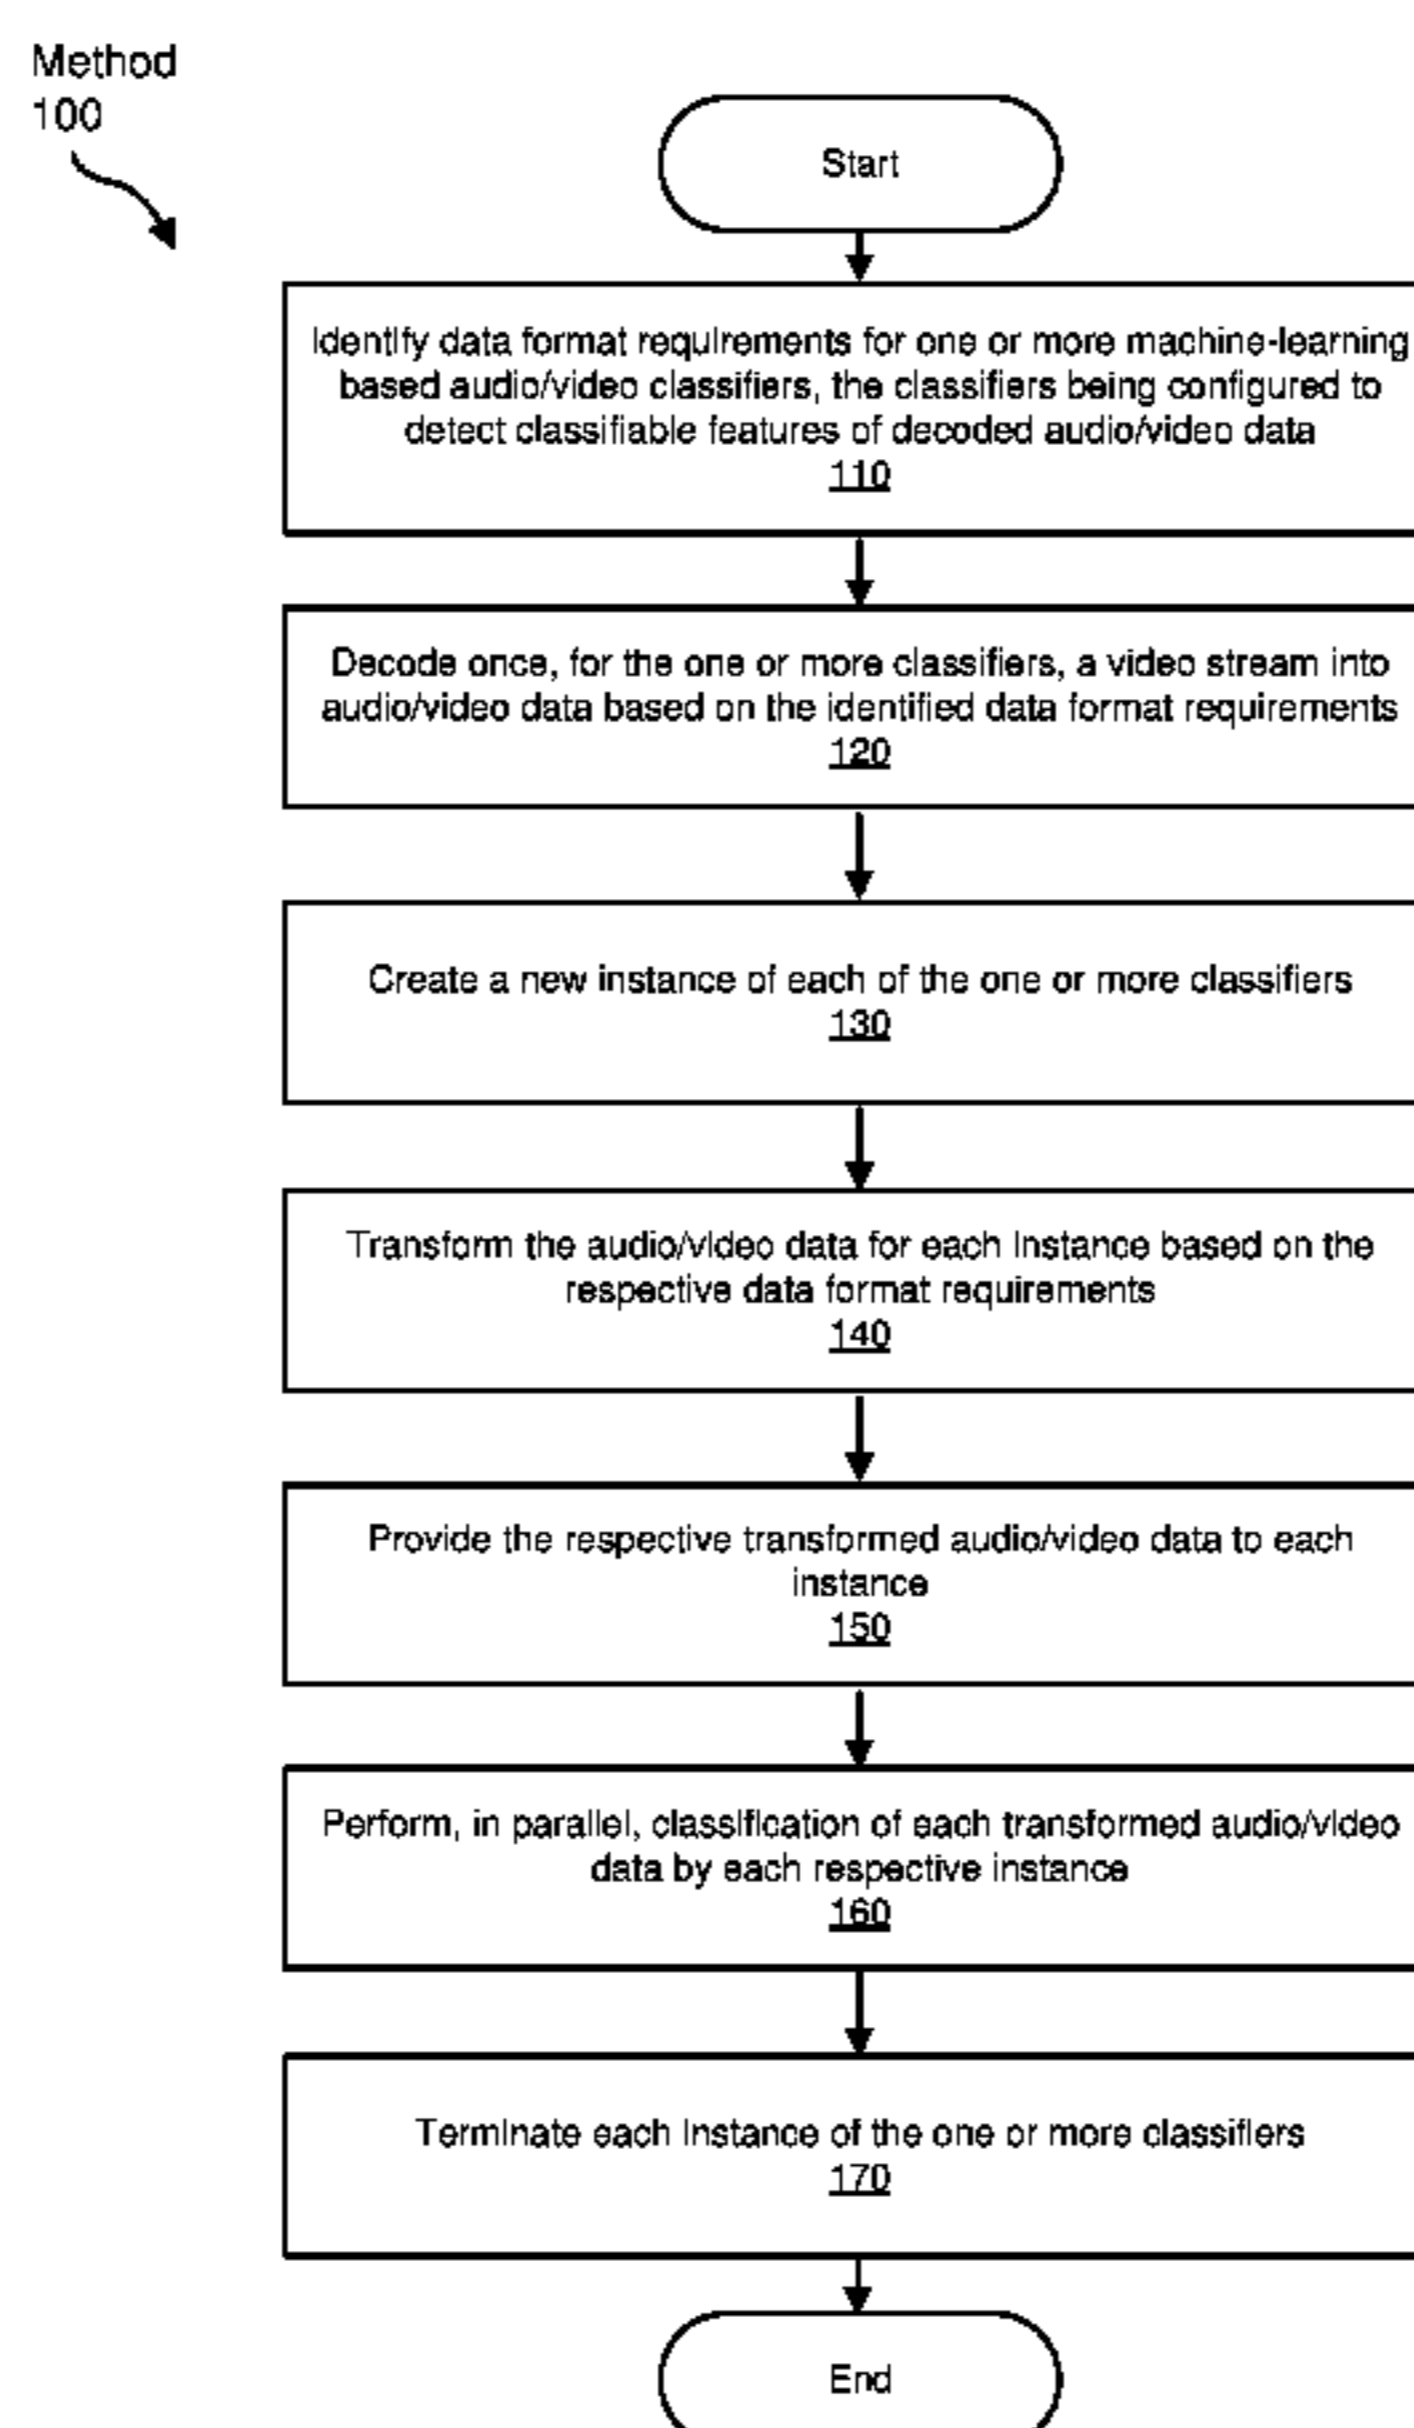 Method
100
Start
Identify data format requirements for one or more machine-learning
based audio/video classifiers, the classifiers being configured to
detect classifiable features of decoded audio/video data
110
Decode once, for the one or more classifiers, a video stream into
audio/video data based on the identified data format requirements
120
Create a new instance of each of the one or more classifiers
130
Transform the audio/video data for each instance based on the
respective data format requirements
140
Provide the respective transformed audio/video data to each
instance
150
Perform, in parallel, classification of each transformed audio/video
data by each respective instance
160
Terminate each instance of the one or more classifiers
170
End